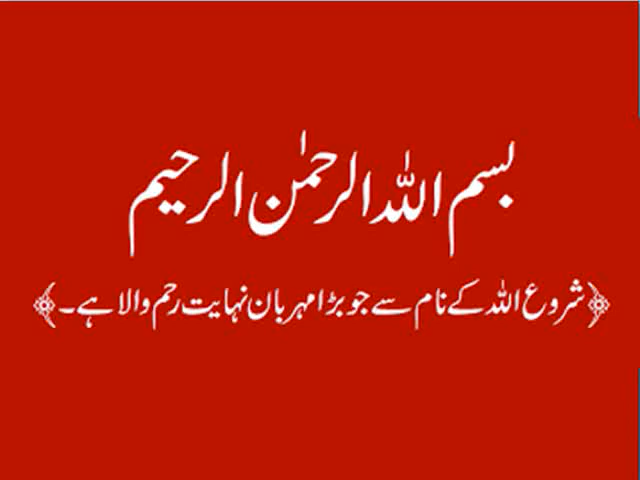 بسم اللہ الرحمٰن الرحیم
﴿شروع اللہ کے نام سے جو بڑا مہربان نہایت رحم والا ہے۔﴾